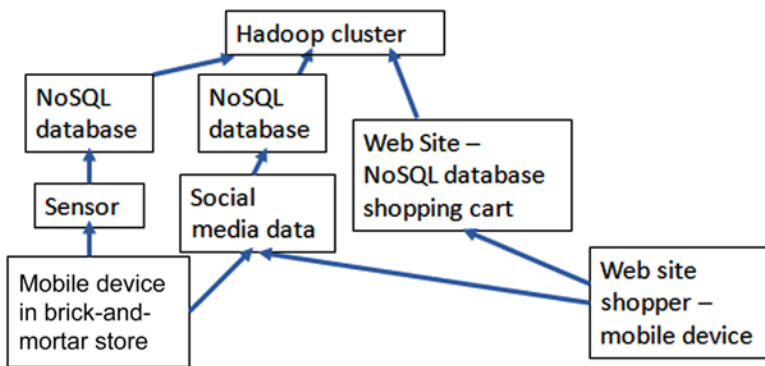 Hadoop cluster
NoSQL
database
NoSQL
database
Web Site –
NoSQL database
shopping cart
Sensor
Social
media data
Mobile device
in brick-and-
mortar store
Web site
shopper –
mobile device